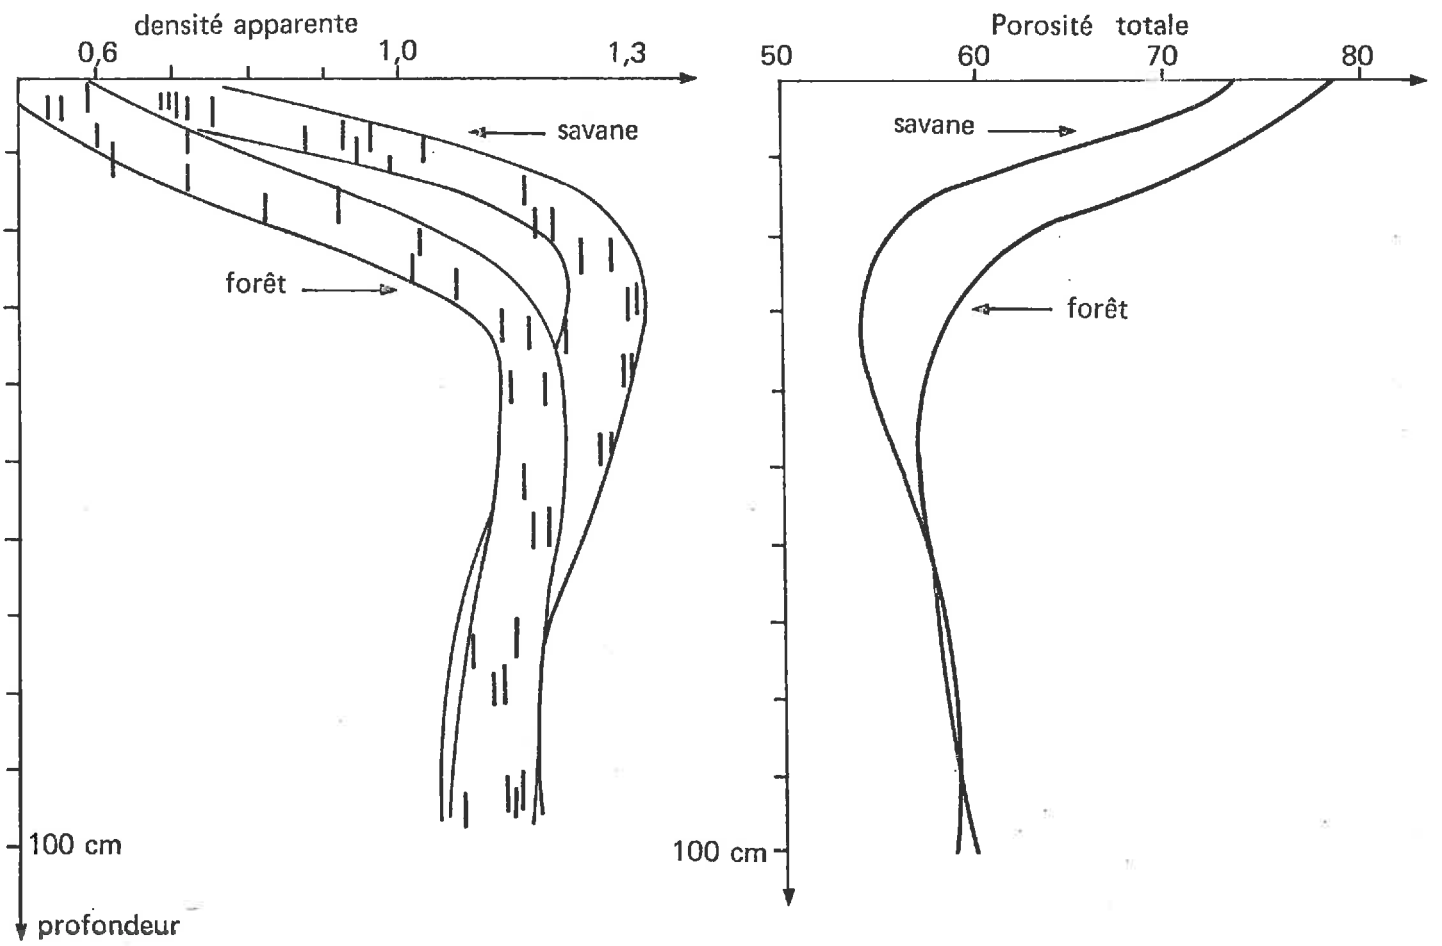 densité apparente
0,6 1,0 1,3
savane
forêt
100 cm
profondeur
Porosité totale
50 60 70 80
savane
forêt
100 cm